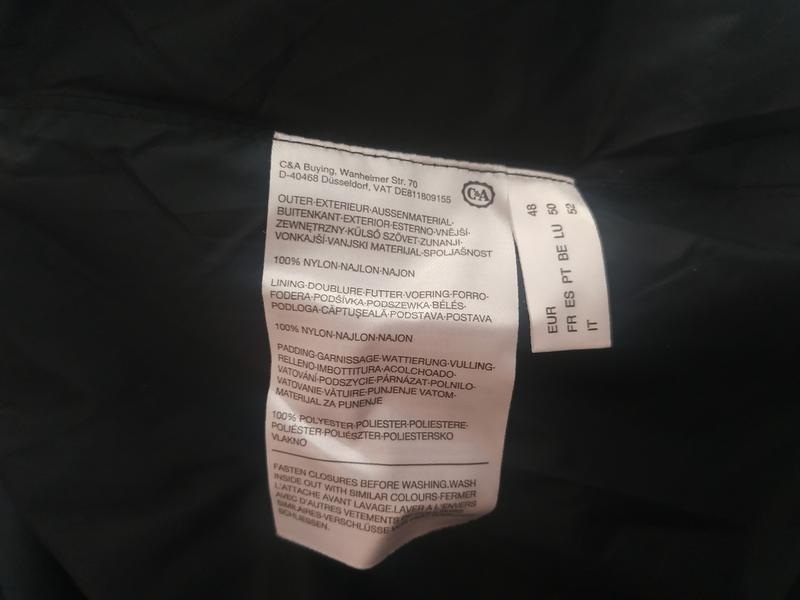 C&A Buying, Wanheimer Str. 70
D-40468 Düsseldorf, VAT DE811809155
C&A
OUTER·EXTERIEUR·AUSSENMATERIAL·
BUITENKANT·EXTERIOR·ESTERNO·VNĚJŠÍ·
ZEWNĘTRZNY·KÜLSŐ SZÖVET·ZUNANJI·
VONKAJŠÍ·VANJSKI MATERIJAL·SPOLJAŠNOST
100% NYLON·NAJLON·NAJON
LINING·DOUBLURE·FUTTER·VOERING·FORRO·
FODERA·PODŠÍVKA·PODSZEWKA·BÉLÉS·
PODLOGA·CĂPTUŞEALĂ·PODSTAVA·POSTAVA
100% NYLON·NAJLON·NAJON
PADDING·GARNISSAGE·WATTIERUNG·VULLING·
RELLENO·IMBOTTITURA·ACOLCHOADO·
VATOVÁNÍ·PODSZYCIE·PÁRNÁZAT·POLNILO·
VATOVANIE·VĂTUIRE·PUNJENJE VATOM·
MATERIJAL ZA PUNENJE
100% POLYESTER·POLIESTER·POLIESTERE·
POLIÉSTER·POLIÉSZTER·POLIESTERSKO
VLAKNO
FASTEN CLOSURES BEFORE WASHING.WASH
INSIDE OUT WITH SIMILAR COLOURS·FERMER
L'ATTACHE AVANT LAVAGE.LAVER A L'ENVERS
AVEC D'AUTRES VETEMENTS
SIMILAIRES·VERSCHLÜSSE
SCHLIESSEN.
EUR 48
FR ES PT BE LU 50
IT 52